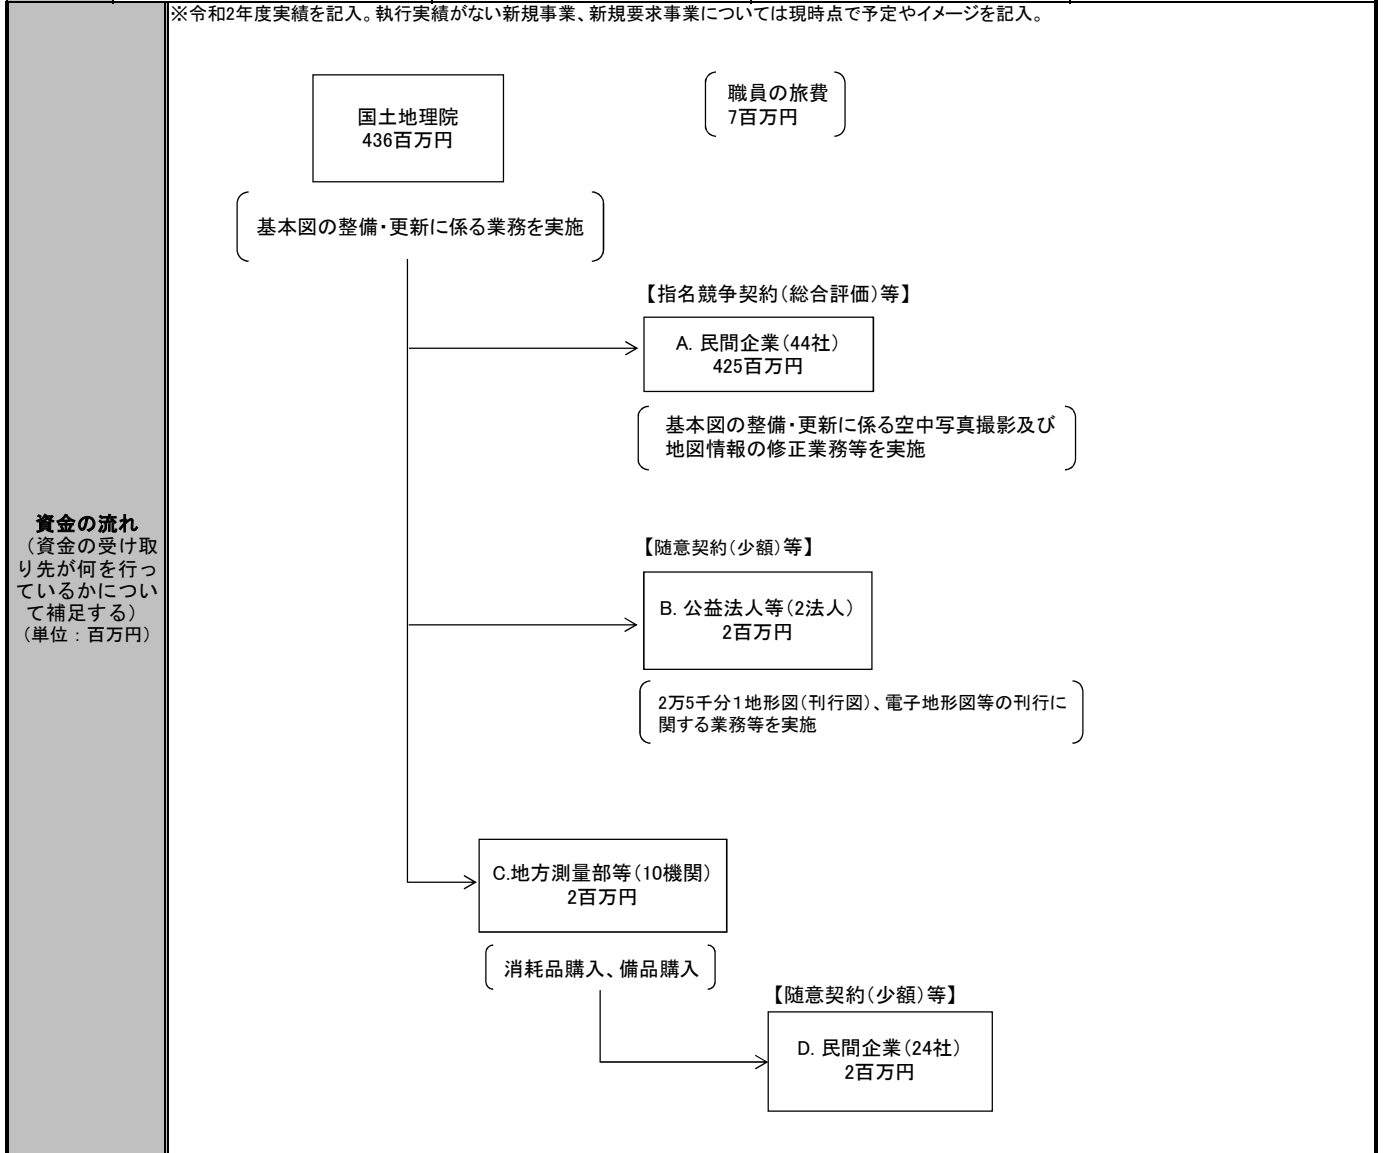 ※令和2年度実績を記入。執行実績がない新規事業、新規要求事業については現時点で予定やイメージを記入。
国土地理院
436百万円
職員の旅費
7百万円
基本図の整備・更新に係る業務を実施
【指名競争契約(総合評価)等】
A. 民間企業(44社)
425百万円
基本図の整備・更新に係る空中写真撮影及び
地図情報の修正業務等を実施
資金の流れ
(資金の受け取
り先が何を行っ
ているかについ
て補足する)
(単位:百万円)
【随意契約(少額)等】
B. 公益法人等(2法人)
2百万円
2万5千分1地形図(刊行図)、電子地形図等の刊行に
関する業務等を実施
C.地方測量部等(10機関)
2百万円
消耗品購入、備品購入
【随意契約(少額)等】
D. 民間企業(24社)
2百万円